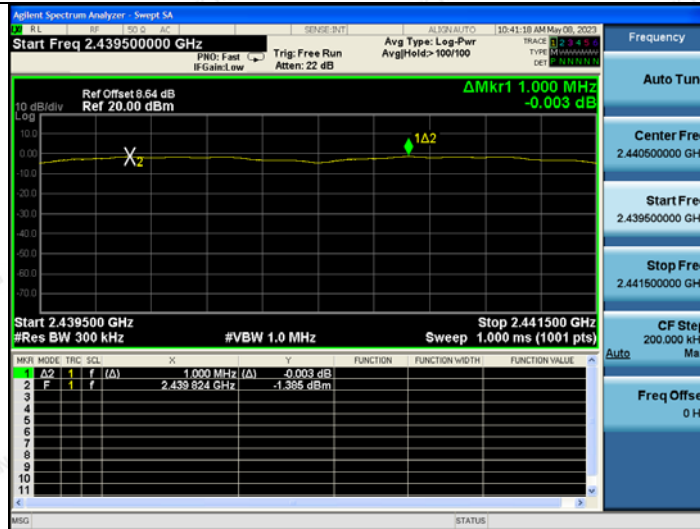 Agilent Spectrum Analyzer - Swept SA
RL RF 50 Ω AC SENSE:INT ALIGN AUTO 10:41:18 AM May 08, 2023
Start Freq 2.439500000 GHz
PNO: Fast
IFGain:Low
Trig: Free Run
Atten: 22 dB
Avg Type: Log-Pwr
Avg|Hold:> 100/100
TRACE 1 2 3 4 5 6
TYPE
DET P N N N N N
Frequency
Auto Tun
Center Fre
2.440500000 GH
Start Fre
2.439500000 GH
Stop Fre
2.441500000 GH
CF Ste
200.000 kH
Auto Ma
Freq Offse
0 H
ΔMkr1 1.000 MHz
-0.003 dB
Ref Offset 8.64 dB
10 dB/div Ref 20.00 dBm
Log
10.0
0.00
-10.0
-20.0
-30.0
-40.0
-50.0
-60.0
-70.0
2
1Δ2
Start 2.439500 GHz Stop 2.441500 GHz
#Res BW 300 kHz #VBW 1.0 MHz Sweep 1.000 ms (1001 pts)
MKR MODE TRC SCL X Y FUNCTION FUNCTION WIDTH FUNCTION VALUE
1 Δ2 1 f (Δ) 1.000 MHz (Δ) -0.003 dB
2 F 1 f 2.439 824 GHz -1.385 dBm
3
4
5
6
7
8
9
10
11
MSG STATUS